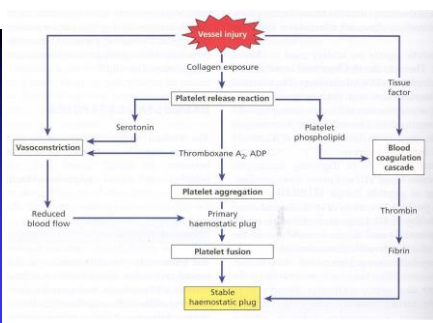 Vessel injury
Collagen exposure
Tissue
factor
Platelet release reaction
Serotonin
Platelet
phospholipid
Vasoconstriction
Thromboxane A₂, ADP
Blood
coagulation
cascade
Platelet aggregation
Reduced
blood flow
Primary
haemostatic plug
Thrombin
Platelet fusion
Fibrin
Stable
haemostatic plug